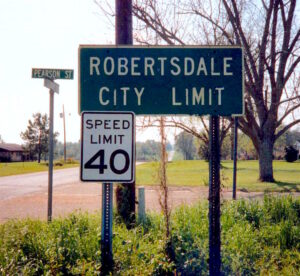 PEARSON ST
ROBERTSDALE
CITY LIMIT
SPEED
LIMIT
40